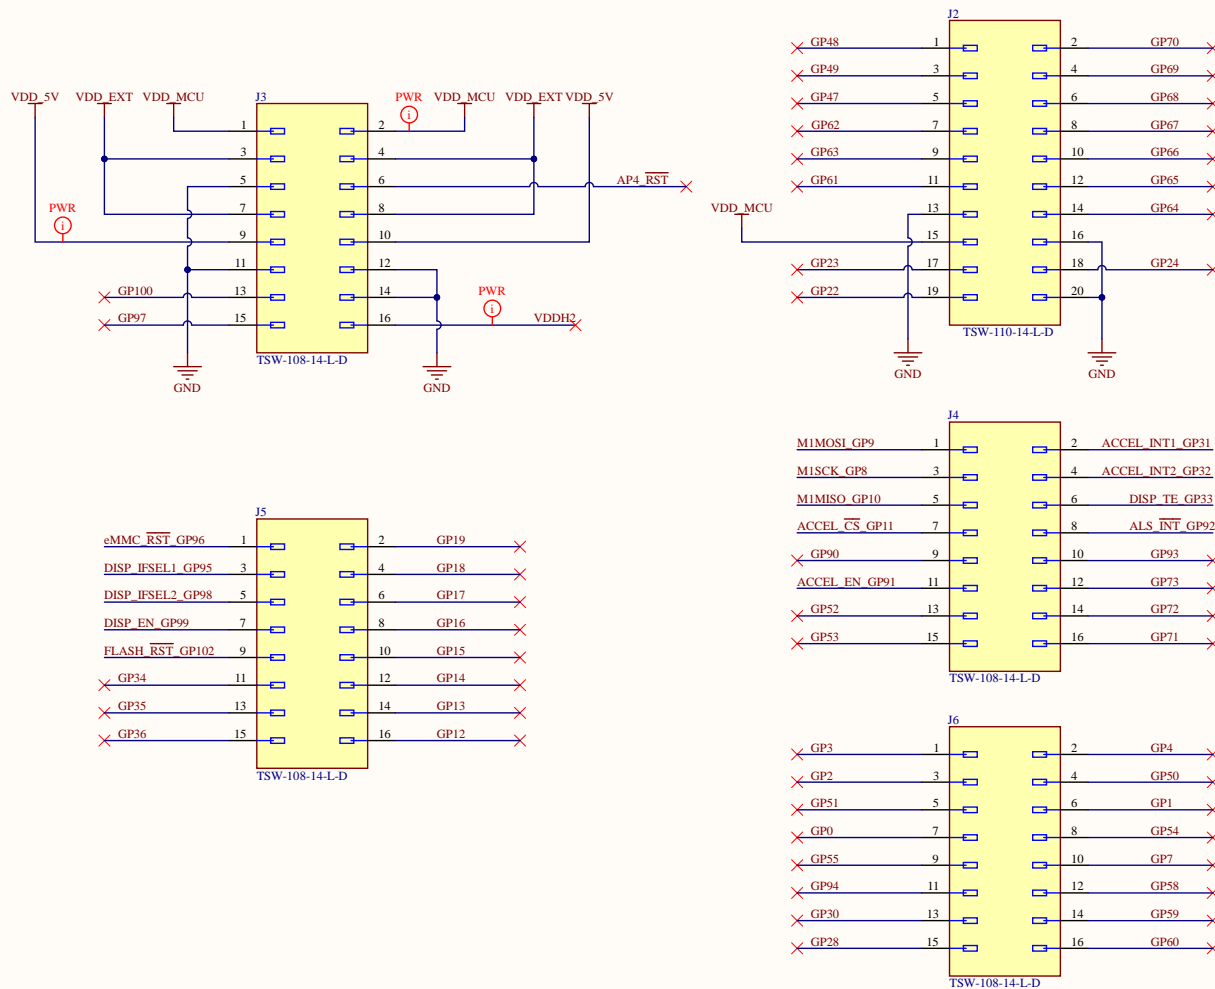 J3
VDD_5V VDD_EXT VDD_MCU PWR VDD_MCU VDD_EXT VDD_5V
1 2
3 4
5 6 AP4_RST
7 8
PWR
i
i
9 10
11 12
GP100 13 14
PWR
i
GP97 15 16 VDDH2
TSW-108-14-L-D
GND GND
J2
GP48 1 2 GP70
GP49 3 4 GP69
GP47 5 6 GP68
GP62 7 8 GP67
GP63 9 10 GP66
GP61 11 12 GP65
VDD_MCU
13 14 GP64
15 16
GP23 17 18 GP24
GP22 19 20
TSW-110-14-L-D
GND GND
J4
M1MOSI_GP9 1 2 ACCEL_INT1_GP31
M1SCK_GP8 3 4 ACCEL_INT2_GP32
M1MISO_GP10 5 6 DISP_TE_GP33
ACCEL_CS_GP11 7 8 ALS_INT_GP92
GP90 9 10 GP93
ACCEL_EN_GP91 11 12 GP73
GP52 13 14 GP72
GP53 15 16 GP71
TSW-108-14-L-D
J5
eMMC_RST_GP96 1 2 GP19
DISP_IFSEL1_GP95 3 4 GP18
DISP_IFSEL2_GP98 5 6 GP17
DISP_EN_GP99 7 8 GP16
FLASH_RST_GP102 9 10 GP15
GP34 11 12 GP14
GP35 13 14 GP13
GP36 15 16 GP12
TSW-108-14-L-D
J6
GP3 1 2 GP4
GP2 3 4 GP50
GP51 5 6 GP1
GP0 7 8 GP54
GP55 9 10 GP7
GP94 11 12 GP58
GP30 13 14 GP59
GP28 15 16 GP60
TSW-108-14-L-D